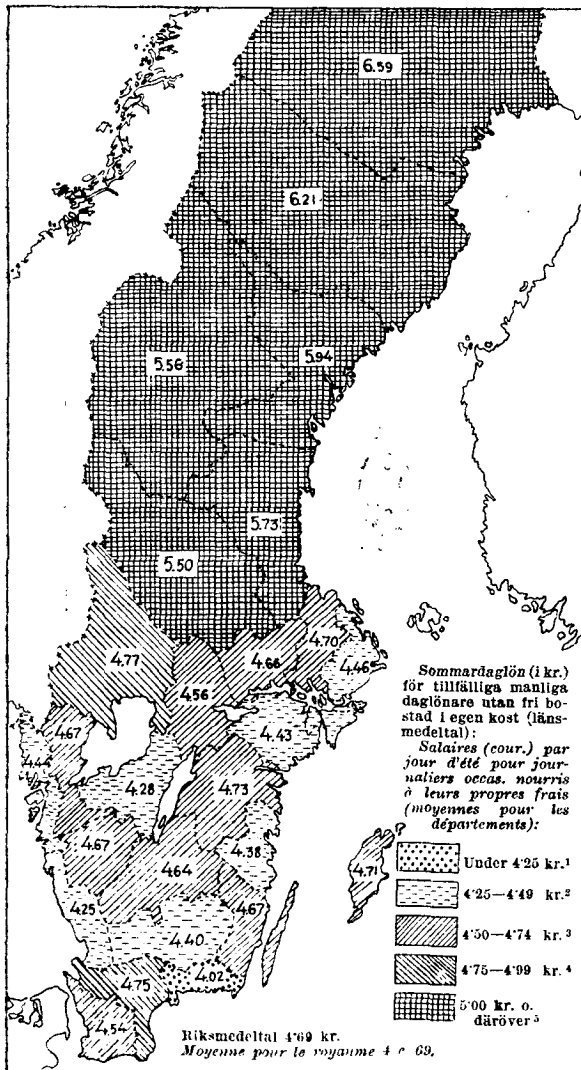 6.59
6.21
5.56
5.94
5.73
5.50
4.77
4.66
4.70
4.46
4.56
4.67
4.44
4.43
4.28
4.73
4.67
4.38
4.64
4.71
4.25
4.67
4.40
4.75
4.02
4.54
Sommardaglön (i kr.)
för tillfälliga manliga
daglönare utan fri bo-
stad i egen kost (läns-
medeltal):
Salaires (cour.) par
jour d'été pour jour-
naliers occas. nourris
à leurs propres frais
(moyennes pour les
départements):
Under 4'25 kr.¹
4'25—4'49 kr.²
4'50—4'74 kr.³
4'75—4'99 kr.⁴
5'00 kr. o.
däröver⁵
Riksmedeltal 4'69 kr.
Moyenne pour le royaume 4 c 69.